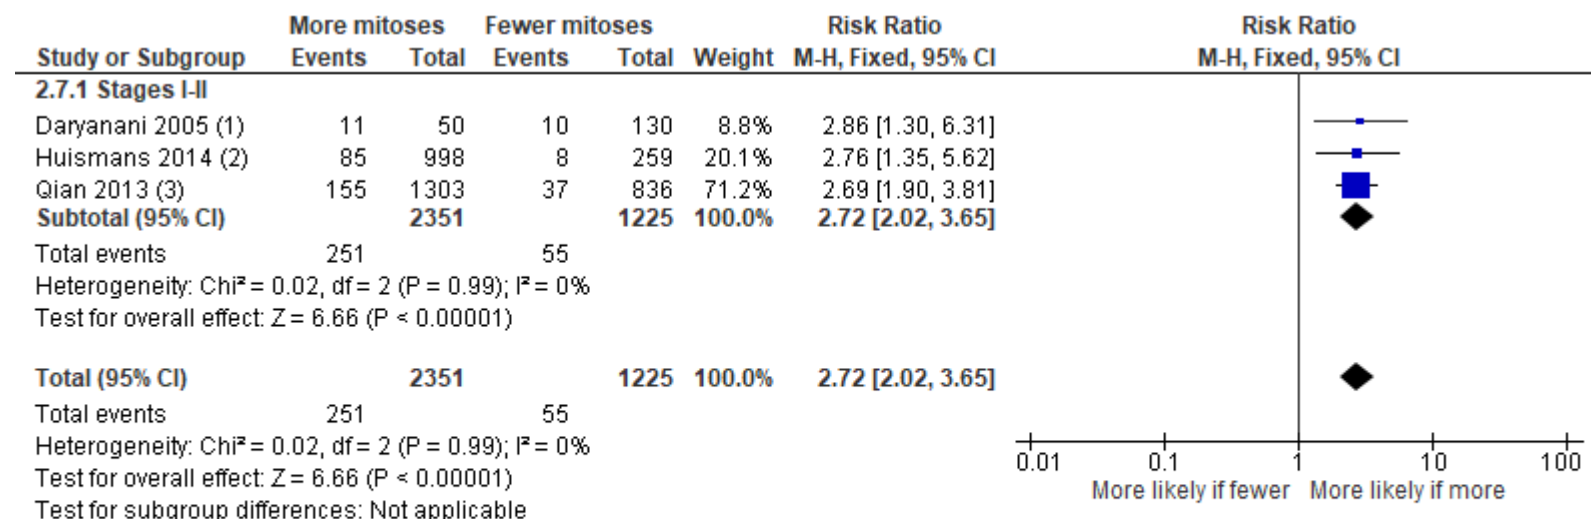 More mitoses Fewer mitoses Risk Ratio Risk Ratio
Study or Subgroup Events Total Events Total Weight M-H, Fixed, 95% CI M-H, Fixed, 95% CI
2.7.1 Stages I-II
Daryanani 2005 (1) 11 50 10 130 8.8% 2.86 [1.30, 6.31]
Huismans 2014 (2) 85 998 8 259 20.1% 2.76 [1.35, 5.62]
Qian 2013 (3) 155 1303 37 836 71.2% 2.69 [1.90, 3.81]
Subtotal (95% CI) 2351 1225 100.0% 2.72 [2.02, 3.65]
Total events 251 55
Heterogeneity: Chi² = 0.02, df = 2 (P = 0.99); I² = 0%
Test for overall effect: Z = 6.66 (P < 0.00001)
Total (95% CI) 2351 1225 100.0% 2.72 [2.02, 3.65]
Total events 251 55
Heterogeneity: Chi² = 0.02, df = 2 (P = 0.99); I² = 0%
Test for overall effect: Z = 6.66 (P < 0.00001)
Test for subgroup differences: Not applicable
0.01 0.1 1 10 100
More likely if fewer More likely if more